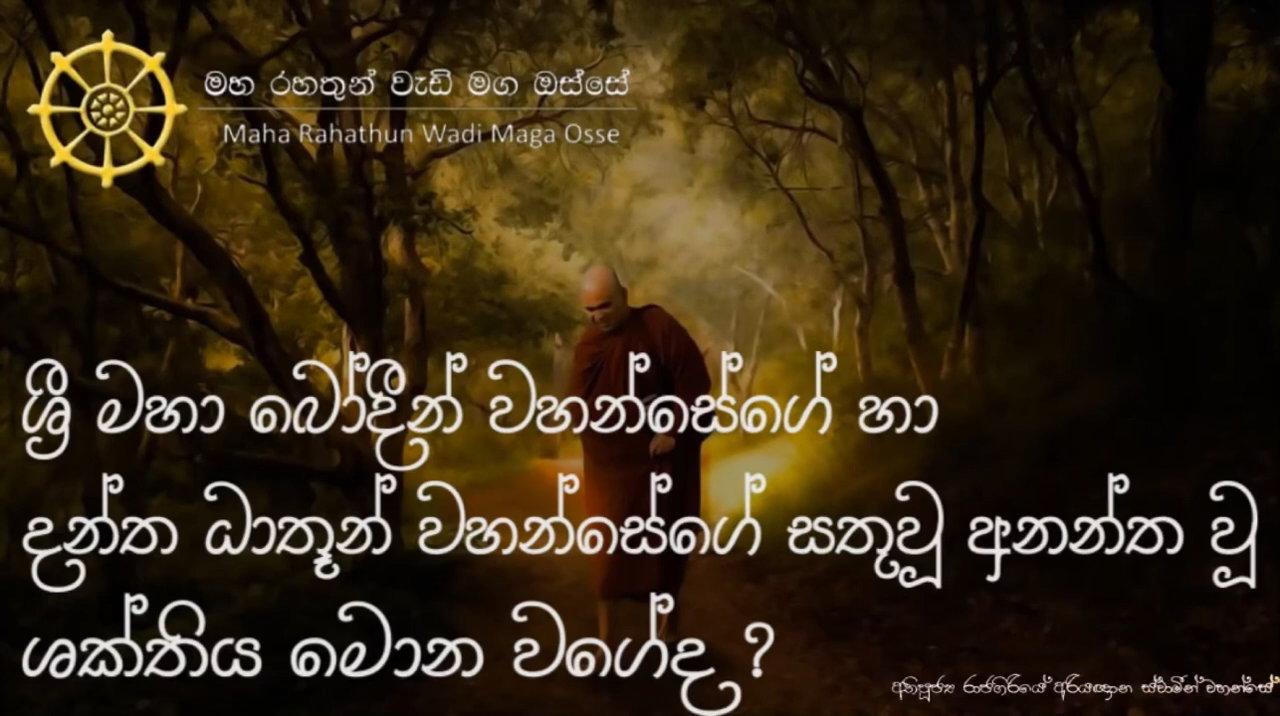 මහ රහතුන් වැඩි මග ඔස්සේ
Maha Rahathun Wadi Maga Osse
ශ්‍රී මහා බෝදීන් වහන්සේගේ හා
දන්ත ධාතූන් වහන්සේගේ සතුවූ අනන්ත වූ
ශක්තිය මොන වගේද ?
අතිපූජ්‍ය රාජගිරියේ අරියඥාන ස්වාමීන් වහන්සේ